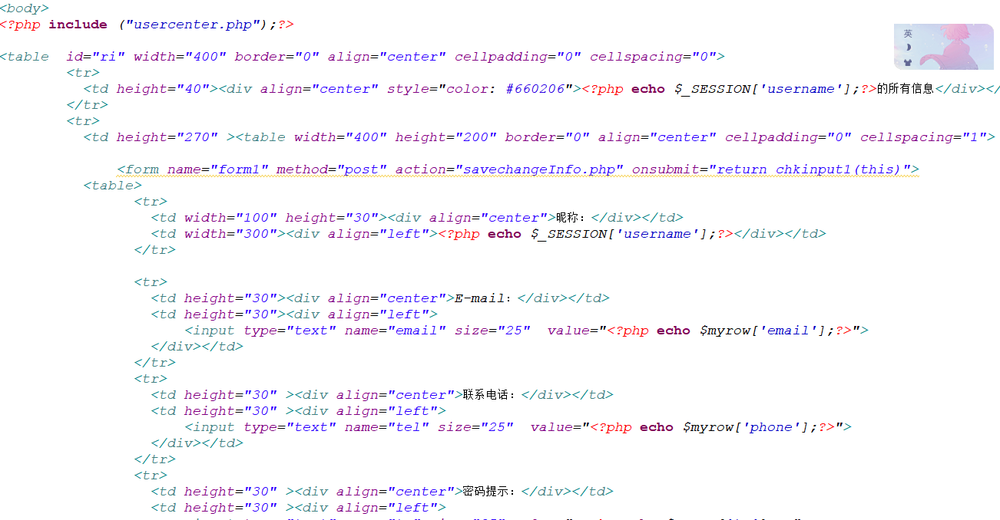 <body>
<?php include ("usercenter.php");?>
<table  id="ri" width="400" border="0" align="center" cellpadding="0" cellspacing="0">
<tr>
<td height="40"><div align="center" style="color: #660206"><?php echo $_SESSION['username'];?>的所有信息</div></
</tr>
<tr>
<td height="270" ><table width="400" height="200" border="0" align="center" cellpadding="0" cellspacing="1">
<form name="form1" method="post" action="savechangeInfo.php" onsubmit="return chkinput1(this)">
<table>
<tr>
<td width="100" height="30"><div align="center">昵称：</div></td>
<td width="300"><div align="left"><?php echo $_SESSION['username'];?></div></td>
</tr>
<tr>
<td height="30"><div align="center">E-mail：</div></td>
<td height="30"><div align="left">
<input type="text" name="email" size="25"  value="<?php echo $myrow['email'];?>">
</div></td>
</tr>
<tr>
<td height="30" ><div align="center">联系电话：</div></td>
<td height="30" ><div align="left">
<input type="text" name="tel" size="25"  value="<?php echo $myrow['phone'];?>">
</div></td>
</tr>
<tr>
<td height="30" ><div align="center">密码提示：</div></td>
<td height="30" ><div align="left">
英